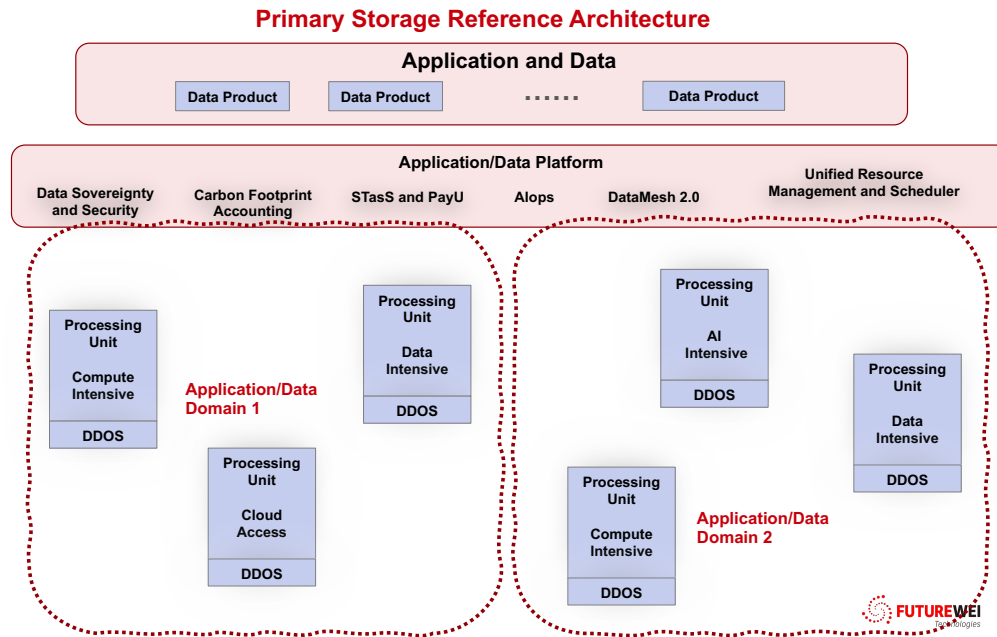 Primary Storage Reference Architecture
Application and Data
Data Product
Data Product
......
Data Product
Application/Data Platform
Data Sovereignty
and Security
Carbon Footprint
Accounting
STasS and PayU
AIops
DataMesh 2.0
Unified Resource
Management and Scheduler
Processing
Unit
Compute
Intensive
DDOS
Application/Data
Domain 1
Processing
Unit
Cloud
Access
DDOS
Processing
Unit
Data
Intensive
DDOS
Processing
Unit
AI
Intensive
DDOS
Processing
Unit
Compute
Intensive
DDOS
Application/Data
Domain 2
Processing
Unit
Data
Intensive
DDOS
FUTUREWEI
Technologies